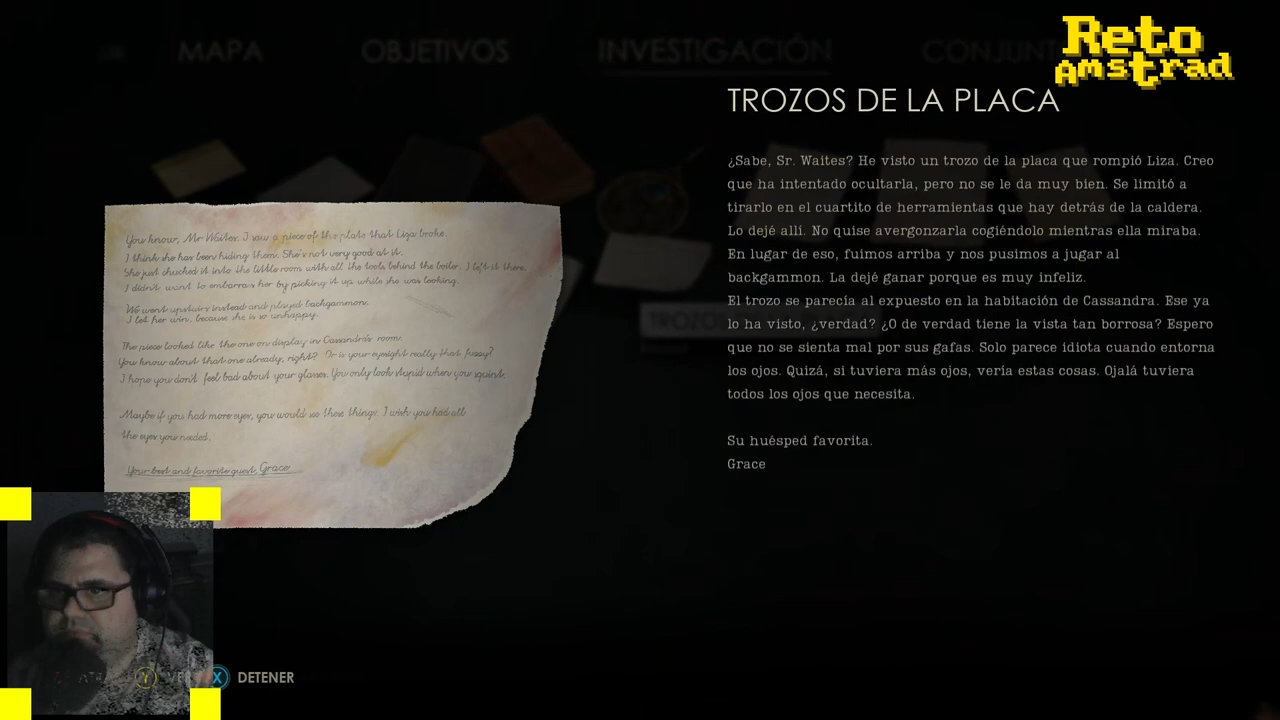 MAPA
OBJETIVOS
INVESTIGACIÓN
CONJUNT
Reto
Amstrad
TROZOS DE LA PLACA
¿Sabe, Sr. Waites? He visto un trozo de la placa que rompió Liza. Creo
que ha intentado ocultarla, pero no se le da muy bien. Se limitó a
tirarlo en el cuartito de herramientas que hay detrás de la caldera.
Lo dejé allí. No quise avergonzarla cogiéndolo mientras ella miraba.
En lugar de eso, fuimos arriba y nos pusimos a jugar al
backgammon. La dejé ganar porque es muy infeliz.
El trozo se parecía al expuesto en la habitación de Cassandra. Ese ya
lo ha visto, ¿verdad? ¿O de verdad tiene la vista tan borrosa? Espero
que no se sienta mal por sus gafas. Solo parece idiota cuando entorna
los ojos. Quizá, si tuviera más ojos, vería estas cosas. Ojalá tuviera
todos los ojos que necesita.
Su huésped favorita.
Grace
You know, Mr Waites. I saw a piece of the plate that Liza broke.
I think she has been hiding them. She's not very good at it.
She just chucked it into the little room with all the tools behind the boiler. I left it there.
I didn't want to embarrass her by picking it up while she was looking.
We went upstairs instead and played backgammon.
I let her win, because she is so unhappy.
The piece looked like the one on display in Cassandra's room.
You know about that one already, right? Or is your eyesight really that fuzzy?
I hope you don't feel bad about your glasses. You only look stupid when you squint.
Maybe if you had more eyes, you would see these things. I wish you had all
the eyes you needed.
Your best and favorite guest, Grace
TROZOS
Y VER X DETENER